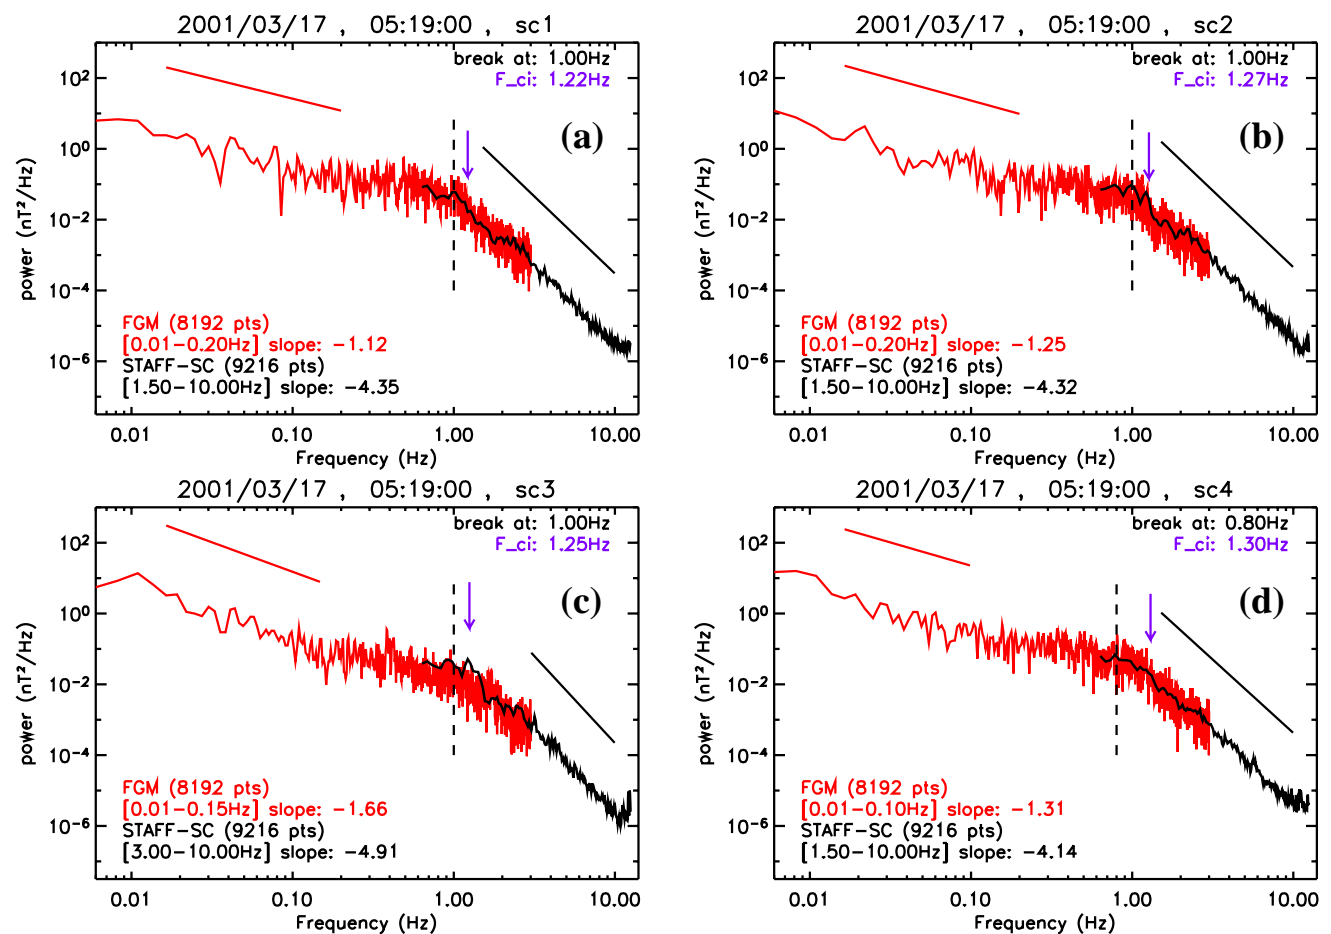 2001/03/17 , 05:19:00 , sc1
break at: 1.00Hz
F_ci: 1.22Hz
(a)
10²
10⁰
10⁻²
10⁻⁴
10⁻⁶
power (nT²/Hz)
FGM (8192 pts)
[0.01−0.20Hz] slope: −1.12
STAFF−SC (9216 pts)
[1.50−10.00Hz] slope: −4.35
0.01 0.10 1.00 10.00
Frequency (Hz)
2001/03/17 , 05:19:00 , sc2
break at: 1.00Hz
F_ci: 1.27Hz
(b)
10²
10⁰
10⁻²
10⁻⁴
10⁻⁶
power (nT²/Hz)
FGM (8192 pts)
[0.01−0.20Hz] slope: −1.25
STAFF−SC (9216 pts)
[1.50−10.00Hz] slope: −4.32
0.01 0.10 1.00 10.00
Frequency (Hz)
2001/03/17 , 05:19:00 , sc3
break at: 1.00Hz
F_ci: 1.25Hz
(c)
10²
10⁰
10⁻²
10⁻⁴
10⁻⁶
power (nT²/Hz)
FGM (8192 pts)
[0.01−0.15Hz] slope: −1.66
STAFF−SC (9216 pts)
[3.00−10.00Hz] slope: −4.91
0.01 0.10 1.00 10.00
Frequency (Hz)
2001/03/17 , 05:19:00 , sc4
break at: 0.80Hz
F_ci: 1.30Hz
(d)
10²
10⁰
10⁻²
10⁻⁴
10⁻⁶
power (nT²/Hz)
FGM (8192 pts)
[0.01−0.10Hz] slope: −1.31
STAFF−SC (9216 pts)
[1.50−10.00Hz] slope: −4.14
0.01 0.10 1.00 10.00
Frequency (Hz)